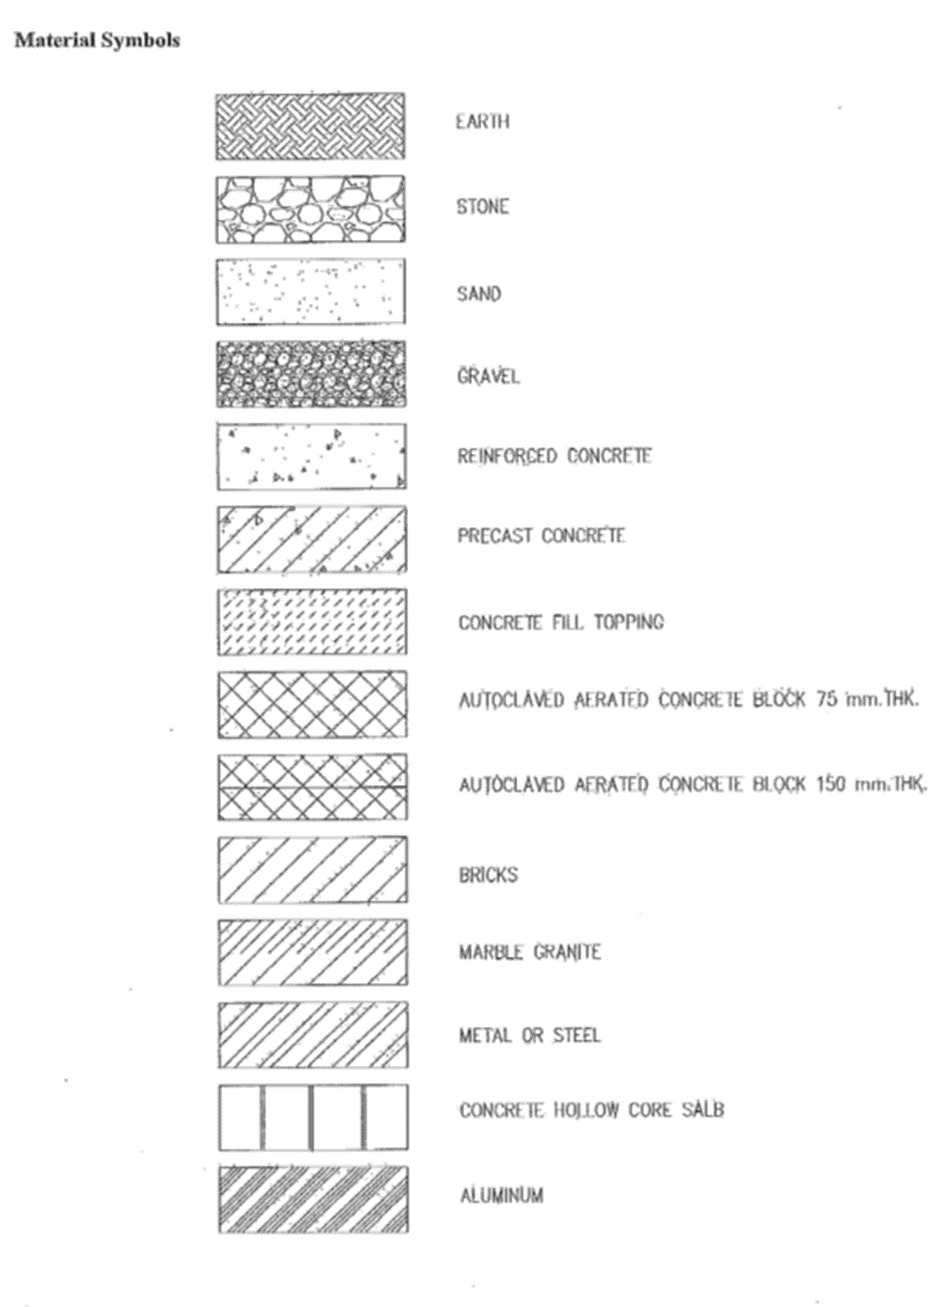 Material Symbols
EARTH
STONE
SAND
GRAVEL
REINFORCED CONCRETE
PRECAST CONCRETE
CONCRETE FILL TOPPING
AUTOCLAVED AERATED CONCRETE BLOCK 75 mm.THK.
AUTOCLAVED AERATED CONCRETE BLOCK 150 mm.THK.
BRICKS
MARBLE GRANITE
METAL OR STEEL
CONCRETE HOLLOW CORE SALB
ALUMINUM